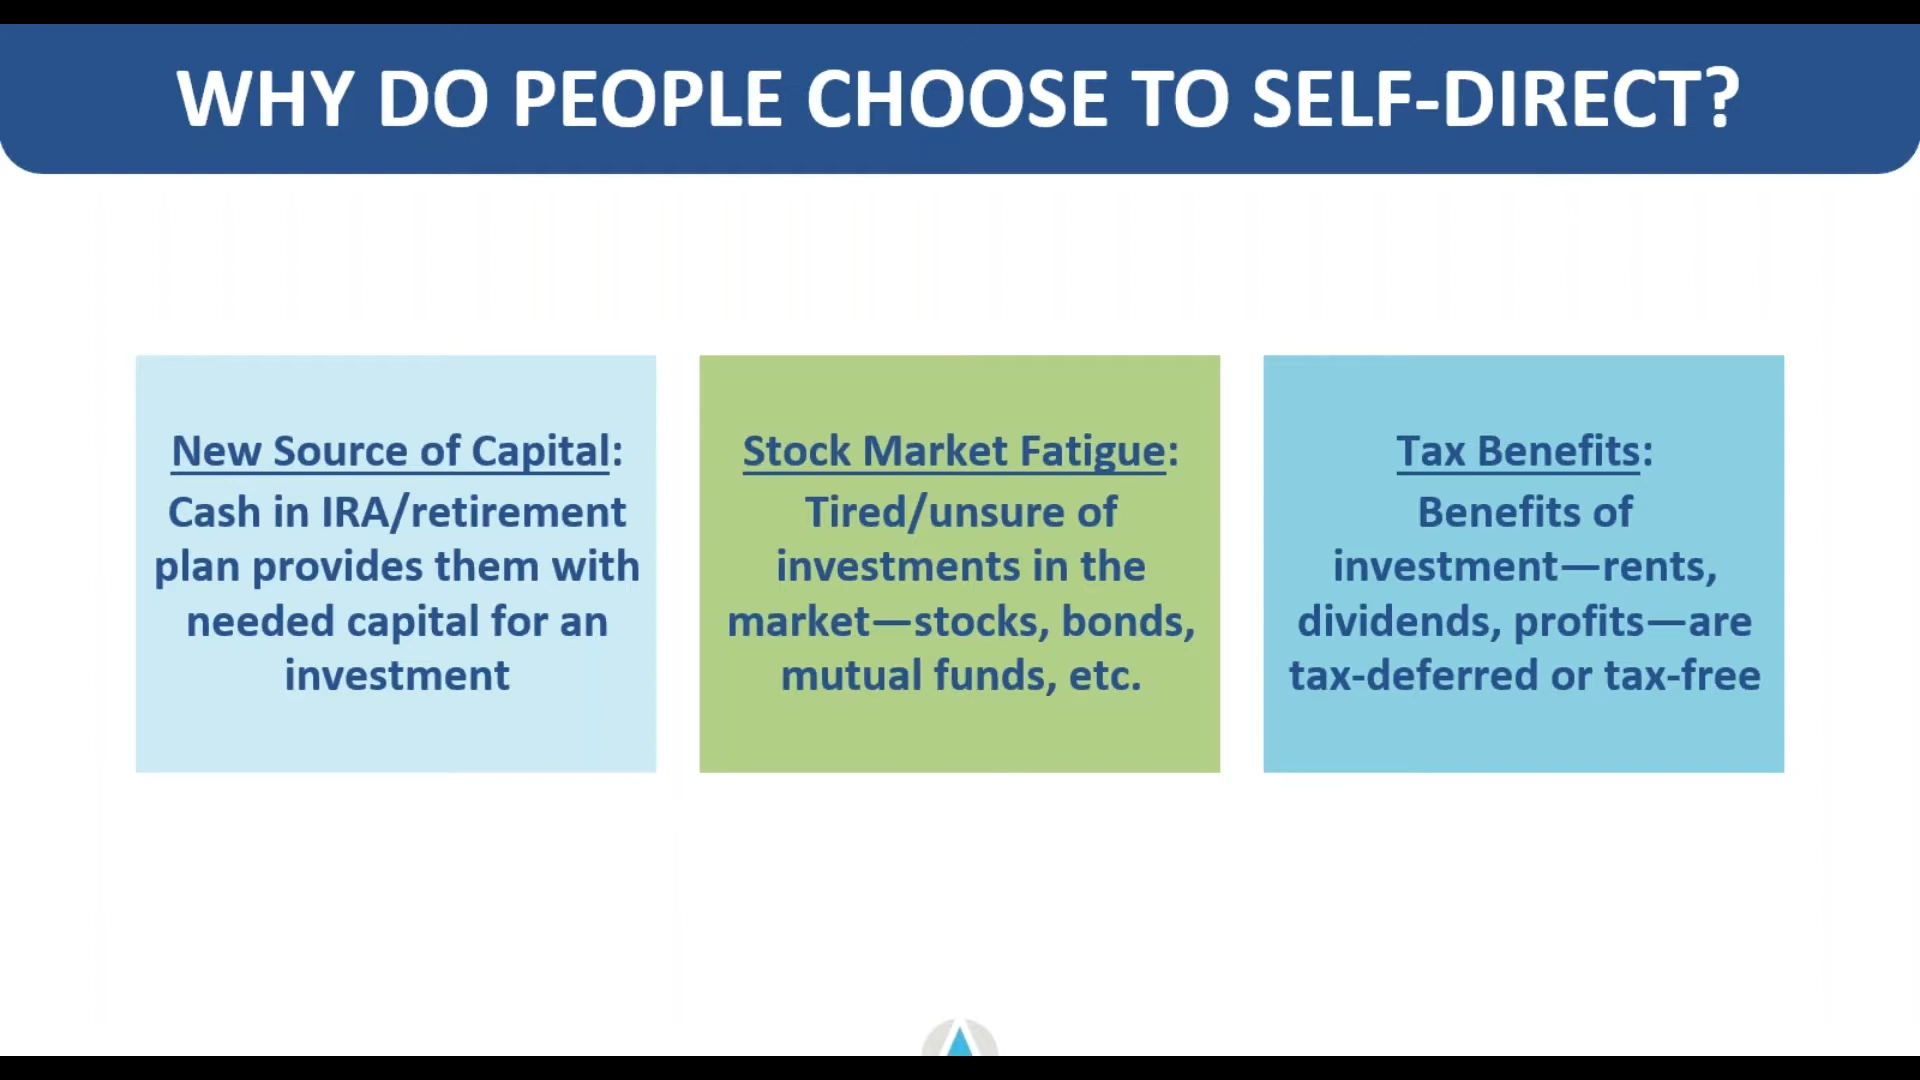 WHY DO PEOPLE CHOOSE TO SELF-DIRECT?
New Source of Capital:
Cash in IRA/retirement
plan provides them with
needed capital for an
investment
Stock Market Fatigue:
Tired/unsure of
investments in the
market—stocks, bonds,
mutual funds, etc.
Tax Benefits:
Benefits of
investment—rents,
dividends, profits—are
tax-deferred or tax-free